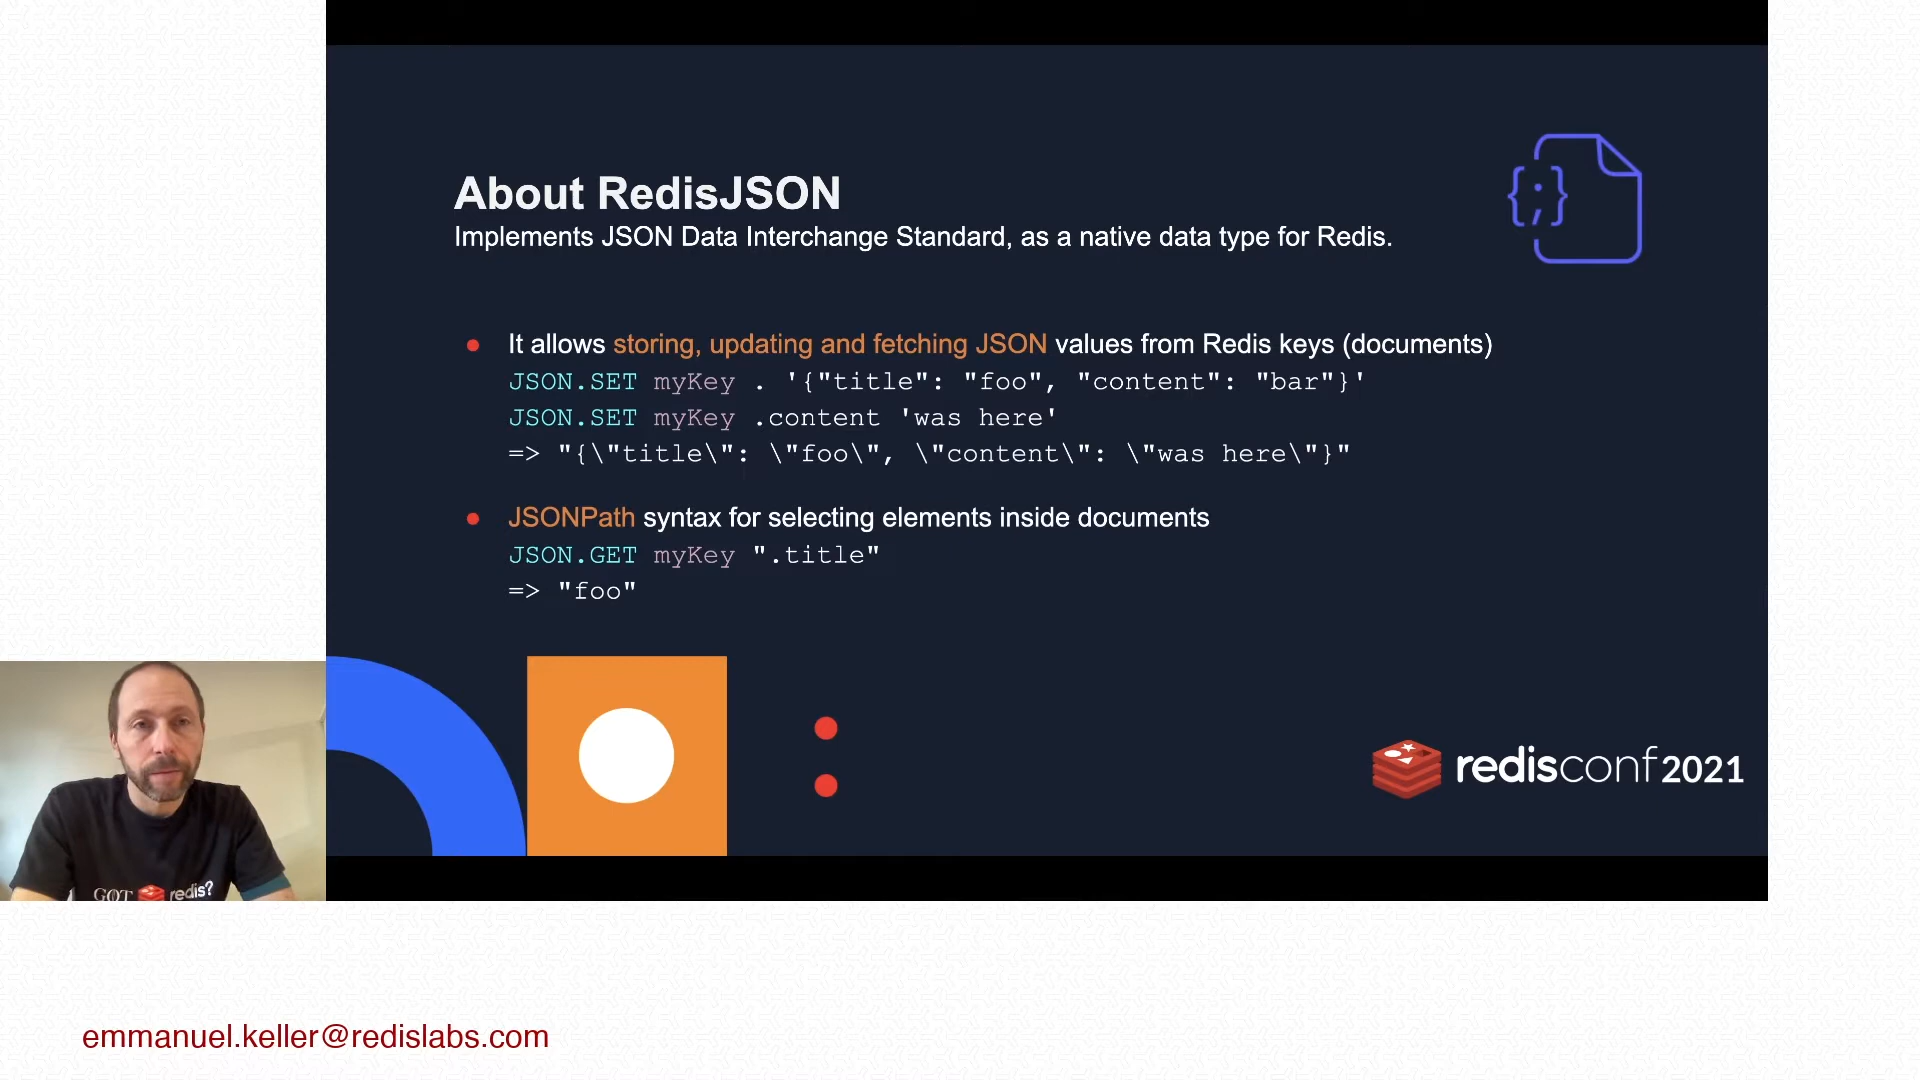 About RedisJSON
Implements JSON Data Interchange Standard, as a native data type for Redis.
It allows storing, updating and fetching JSON values from Redis keys (documents)
JSON.SET myKey . '{"title": "foo", "content": "bar"}'
JSON.SET myKey .content 'was here'
=> "{\"title\": \"foo\", \"content\": \"was here\"}"
JSONPath syntax for selecting elements inside documents
JSON.GET myKey ".title"
=> "foo"
redisconf 2021
GOT redis?
emmanuel.keller@redislabs.com